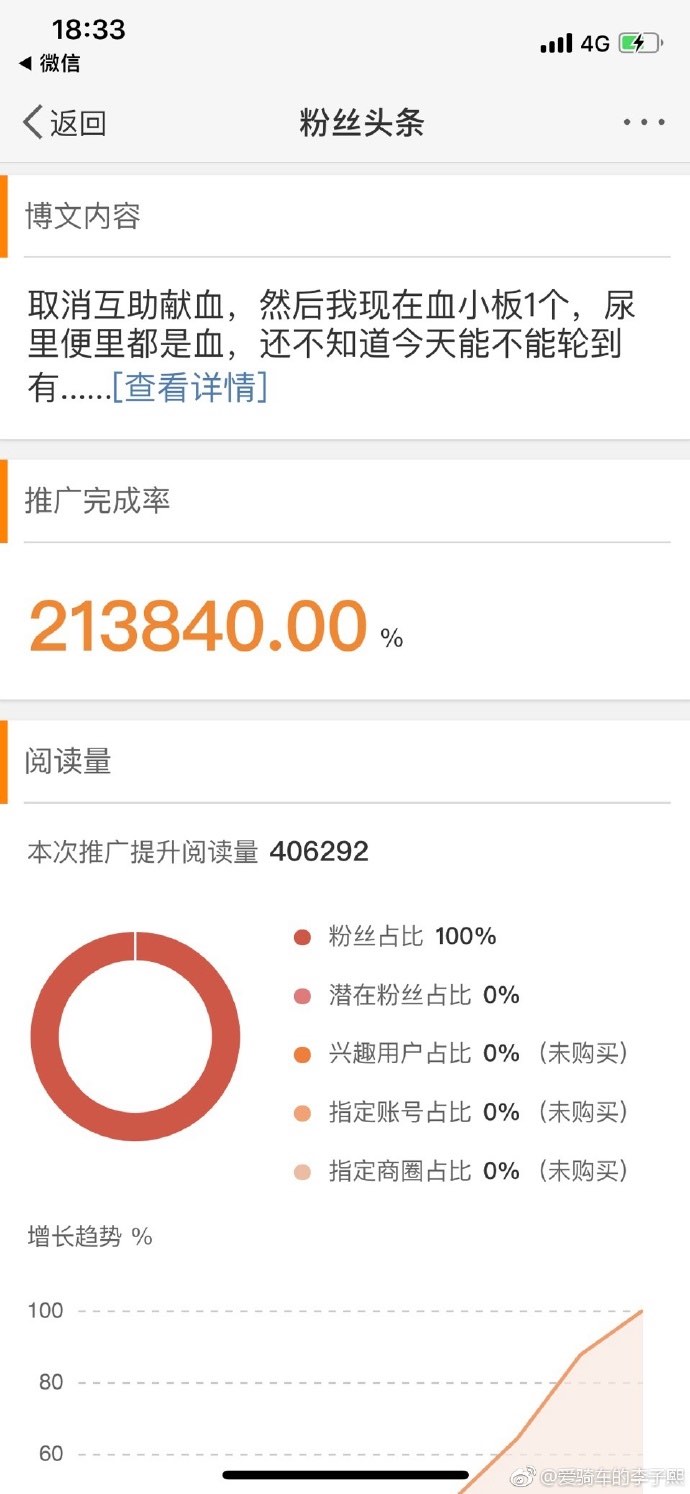 18:33
4G
微信
返回
粉丝头条
博文内容
取消互助献血，然后我现在血小板1个，尿
里便里都是血，还不知道今天能不能轮到
有......[查看详情]
推广完成率
213840.00 %
阅读量
本次推广提升阅读量 406292
粉丝占比 100%
潜在粉丝占比 0%
兴趣用户占比 0%（未购买）
指定账号占比 0%（未购买）
指定商圈占比 0%（未购买）
增长趋势 %
100
80
60
@爱骑车的李子熙